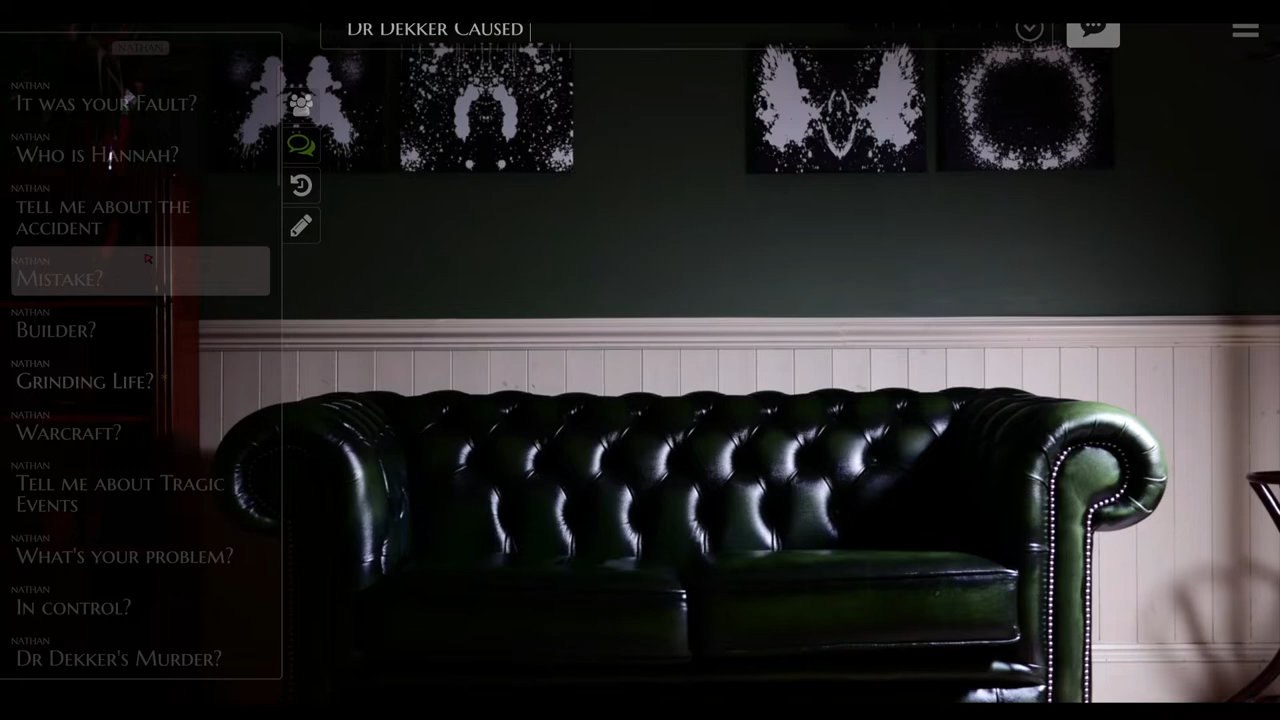 Dr Dekker Caused
NATHAN
NATHAN
It was your Fault?
NATHAN
Who is Hannah?
NATHAN
tell me about the
accident
NATHAN
Mistake?
NATHAN
Builder?
NATHAN
Grinding Life? *
NATHAN
Warcraft?
NATHAN
Tell me about Tragic
Events
NATHAN
What's your problem?
NATHAN
In control?
NATHAN
Dr Dekker's Murder?